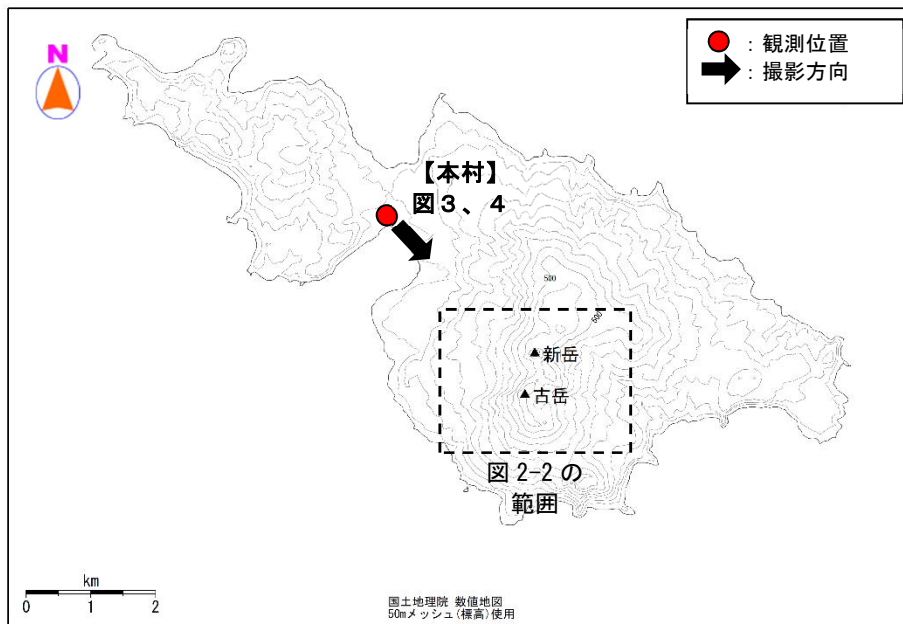 N
：観測位置
：撮影方向
【本村】
図３、４
500
500
新岳
古岳
図 2-2 の
範囲
km
0 1 2
国土地理院 数値地図
50mメッシュ(標高)使用